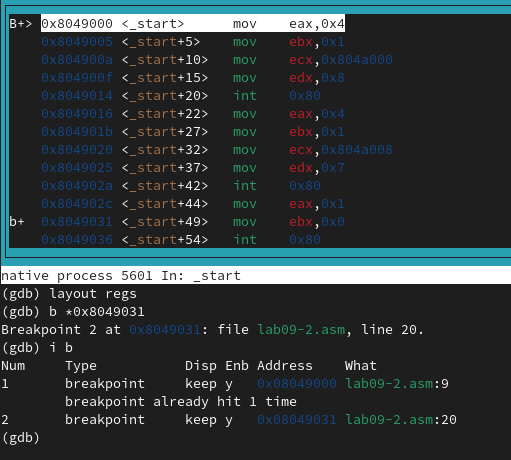 B+> 0x8049000 <_start> mov eax,0x4
0x8049005 <_start+5> mov ebx,0x1
0x804900a <_start+10> mov ecx,0x804a000
0x804900f <_start+15> mov edx,0x8
0x8049014 <_start+20> int 0x80
0x8049016 <_start+22> mov eax,0x4
0x804901b <_start+27> mov ebx,0x1
0x8049020 <_start+32> mov ecx,0x804a008
0x8049025 <_start+37> mov edx,0x7
0x804902a <_start+42> int 0x80
0x804902c <_start+44> mov eax,0x1
b+ 0x8049031 <_start+49> mov ebx,0x0
0x8049036 <_start+54> int 0x80
native process 5601 In: _start
(gdb) layout regs
(gdb) b *0x8049031
Breakpoint 2 at 0x8049031: file lab09-2.asm, line 20.
(gdb) i b
Num Type Disp Enb Address What
1 breakpoint keep y 0x08049000 lab09-2.asm:9
breakpoint already hit 1 time
2 breakpoint keep y 0x08049031 lab09-2.asm:20
(gdb)